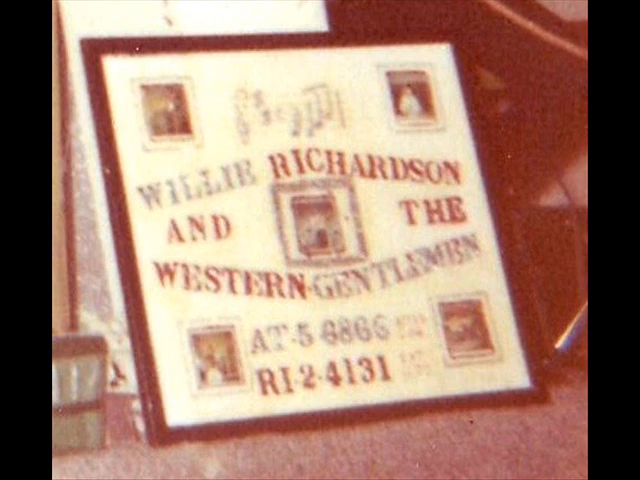 WILLIE RICHARDSON
AND THE
WESTERN-GENTLEMEN
AT-5-6866
RI-2-4131